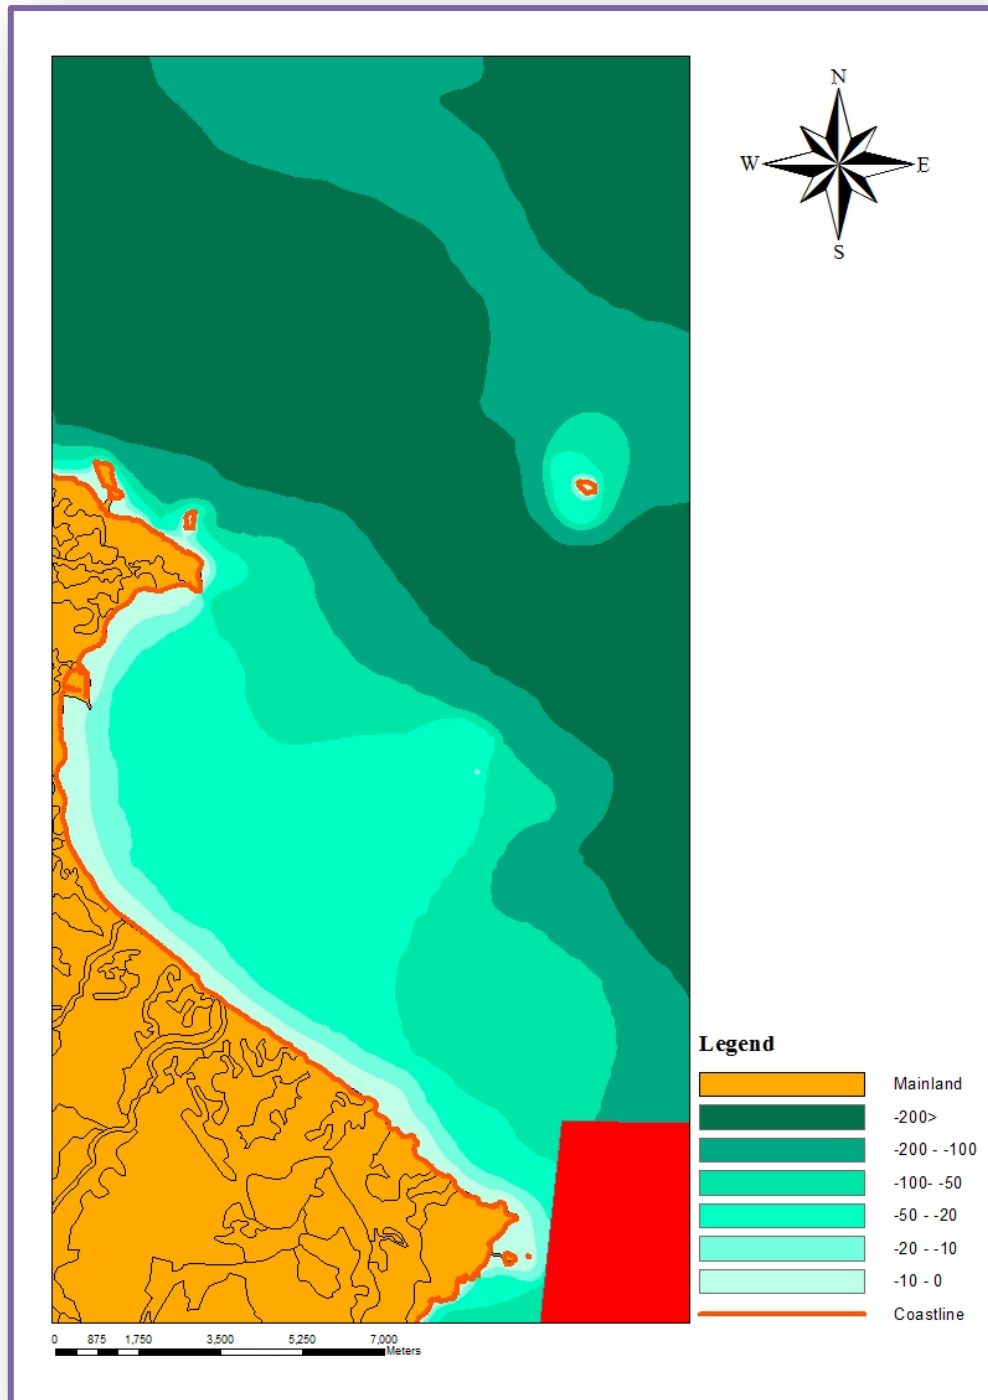 N
W E
S
Legend
Mainland
-200>
-200 - -100
-100- -50
-50 - -20
-20 - -10
-10 - 0
Coastline
0 875 1,750 3,500 5,250 7,000
Meters